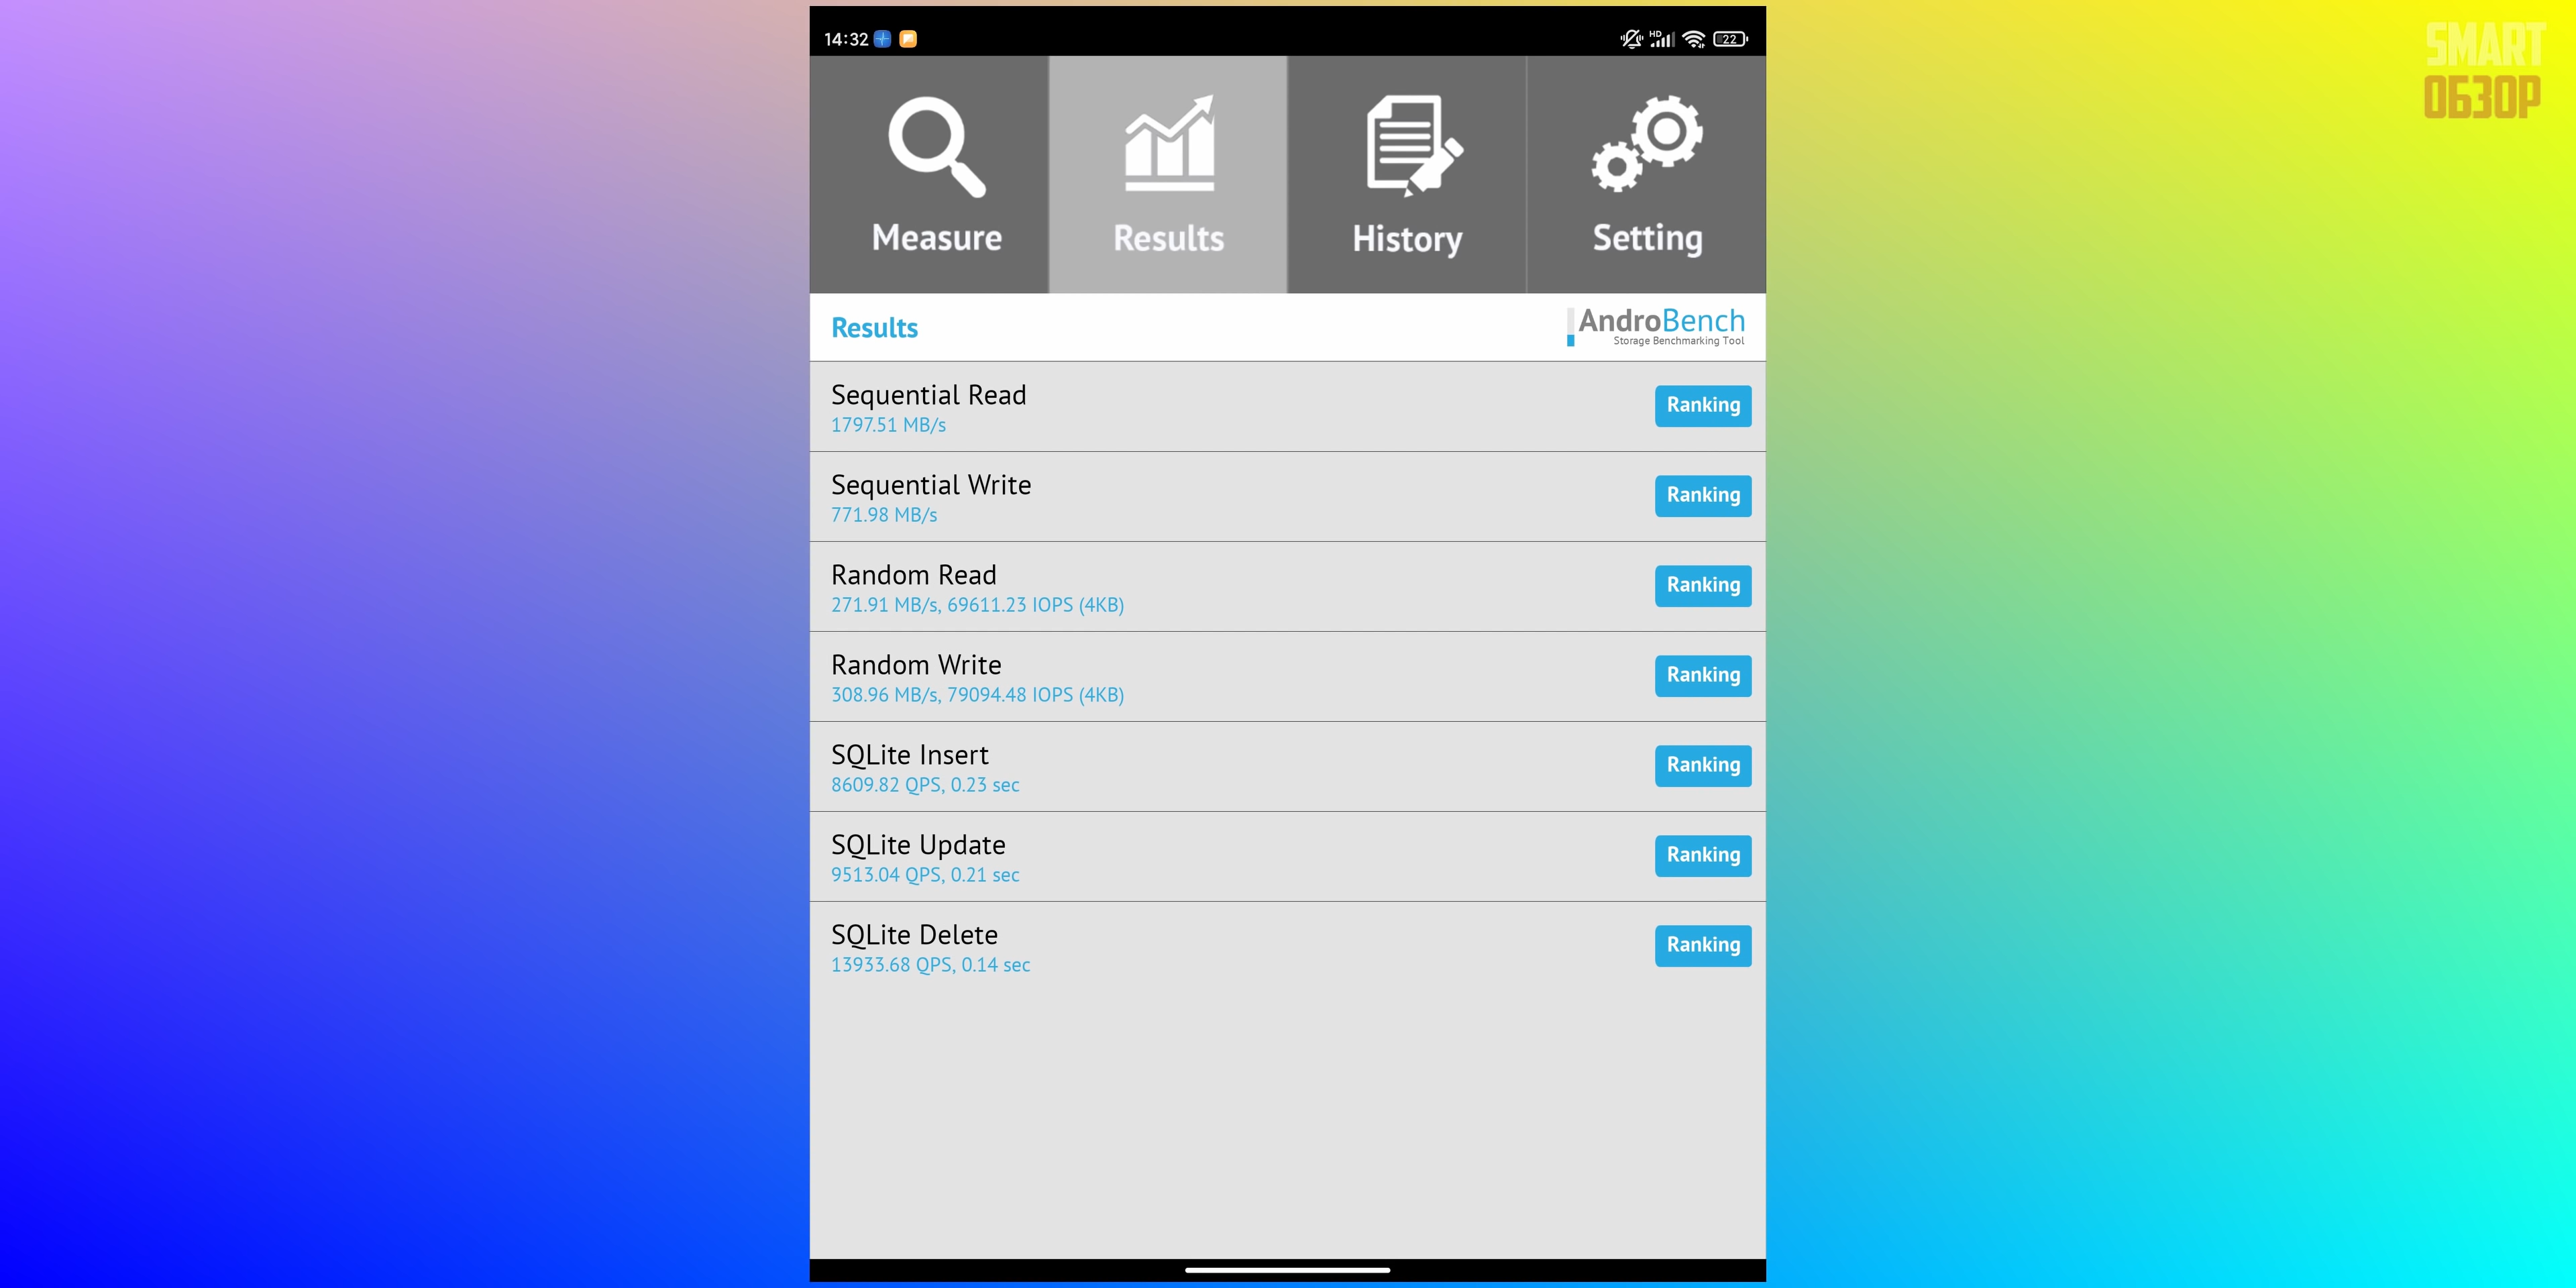 14:32
HD
22
Measure
Results
History
Setting
Results
AndroBench
Storage Benchmarking Tool
Sequential Read
1797.51 MB/s
Ranking
Sequential Write
771.98 MB/s
Ranking
Random Read
271.91 MB/s, 69611.23 IOPS (4KB)
Ranking
Random Write
308.96 MB/s, 79094.48 IOPS (4KB)
Ranking
SQLite Insert
8609.82 QPS, 0.23 sec
Ranking
SQLite Update
9513.04 QPS, 0.21 sec
Ranking
SQLite Delete
13933.68 QPS, 0.14 sec
Ranking
SMART
ОБЗОР